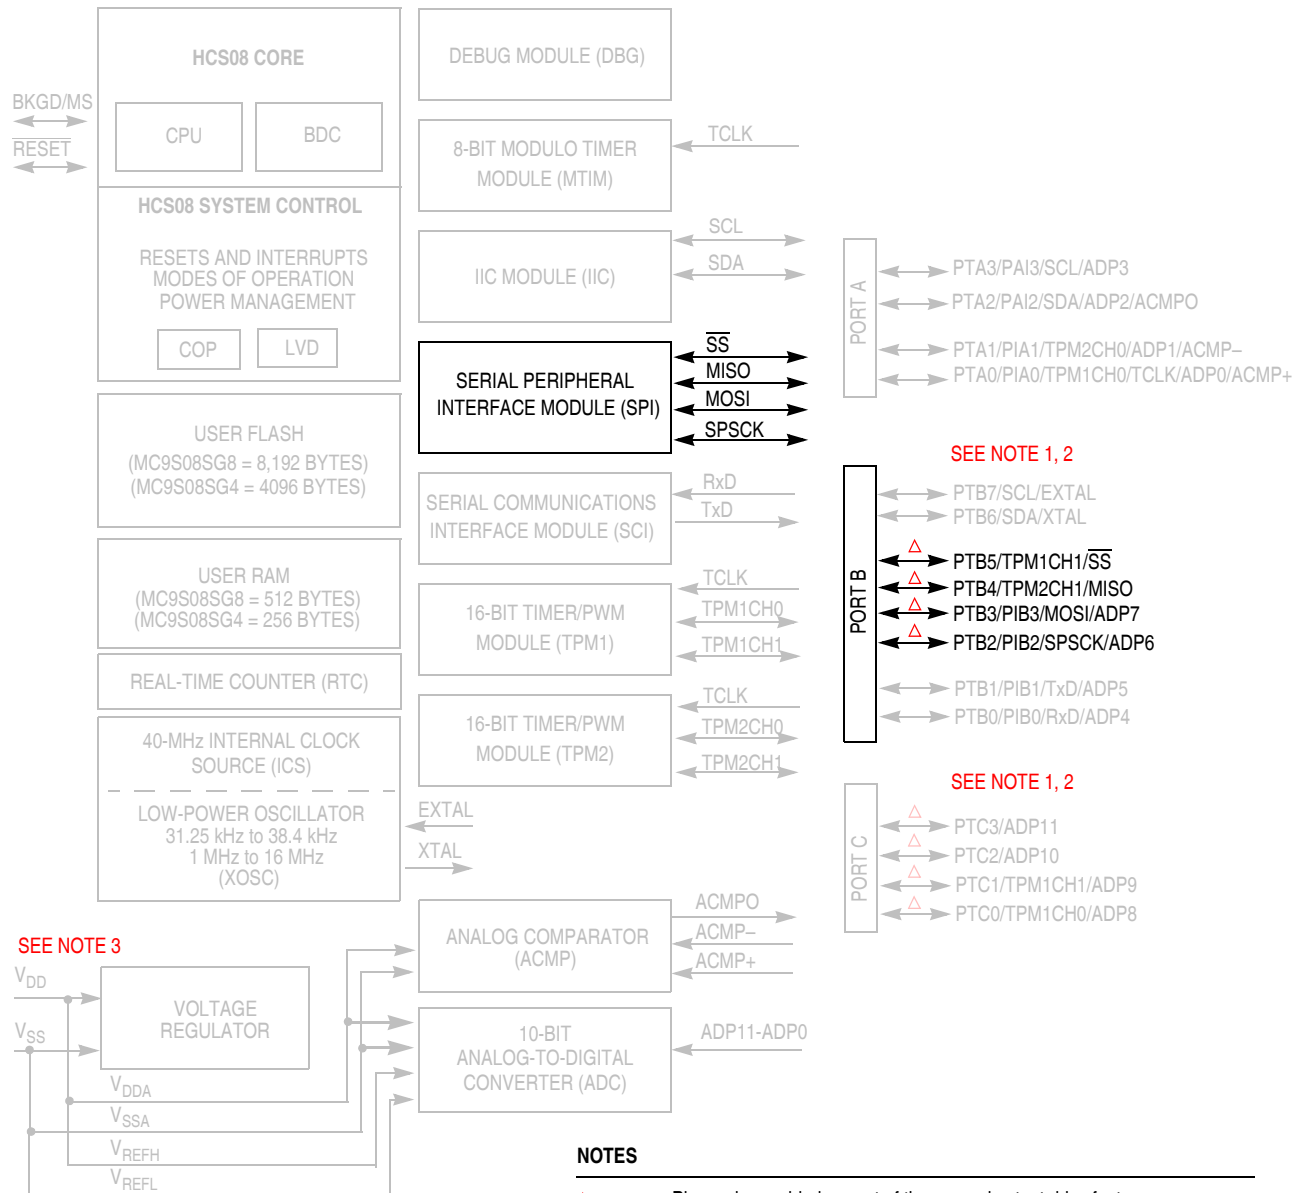 HCS08 CORE
CPU
BDC
BKGD/MS
RESET
HCS08 SYSTEM CONTROL
RESETS AND INTERRUPTS
MODES OF OPERATION
POWER MANAGEMENT
COP
LVD
USER FLASH
(MC9S08SG8 = 8,192 BYTES)
(MC9S08SG4 = 4096 BYTES)
USER RAM
(MC9S08SG8 = 512 BYTES)
(MC9S08SG4 = 256 BYTES)
REAL-TIME COUNTER (RTC)
40-MHz INTERNAL CLOCK
SOURCE (ICS)
LOW-POWER OSCILLATOR
31.25 kHz to 38.4 kHz
1 MHz to 16 MHz
(XOSC)
EXTAL
XTAL
SEE NOTE 3
VDD
VSS
VOLTAGE
REGULATOR
VDDA
VSSA
VREFH
VREFL
DEBUG MODULE (DBG)
8-BIT MODULO TIMER
MODULE (MTIM)
TCLK
IIC MODULE (IIC)
SCL
SDA
SERIAL PERIPHERAL
INTERFACE MODULE (SPI)
SS
MISO
MOSI
SPSCK
SERIAL COMMUNICATIONS
INTERFACE MODULE (SCI)
RxD
TxD
16-BIT TIMER/PWM
MODULE (TPM1)
TCLK
TPM1CH0
TPM1CH1
16-BIT TIMER/PWM
MODULE (TPM2)
TCLK
TPM2CH0
TPM2CH1
ANALOG COMPARATOR
(ACMP)
ACMPO
ACMP–
ACMP+
10-BIT
ANALOG-TO-DIGITAL
CONVERTER (ADC)
ADP11-ADP0
PORT A
PTA3/PAI3/SCL/ADP3
PTA2/PAI2/SDA/ADP2/ACMPO
PTA1/PIA1/TPM2CH0/ADP1/ACMP–
PTA0/PIA0/TPM1CH0/TCLK/ADP0/ACMP+
SEE NOTE 1, 2
PORT B
PTB7/SCL/EXTAL
PTB6/SDA/XTAL
PTB5/TPM1CH1/SS
PTB4/TPM2CH1/MISO
PTB3/PIB3/MOSI/ADP7
PTB2/PIB2/SPSCK/ADP6
PTB1/PIB1/TxD/ADP5
PTB0/PIB0/RxD/ADP4
SEE NOTE 1, 2
PORT C
PTC3/ADP11
PTC2/ADP10
PTC1/TPM1CH1/ADP9
PTC0/TPM1CH0/ADP8
NOTES